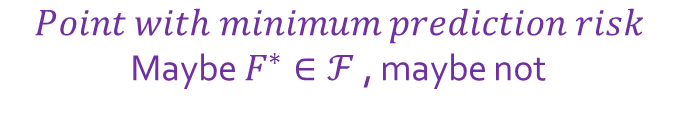 Point with minimum prediction risk
Maybe F* ∈ ℱ , maybe not